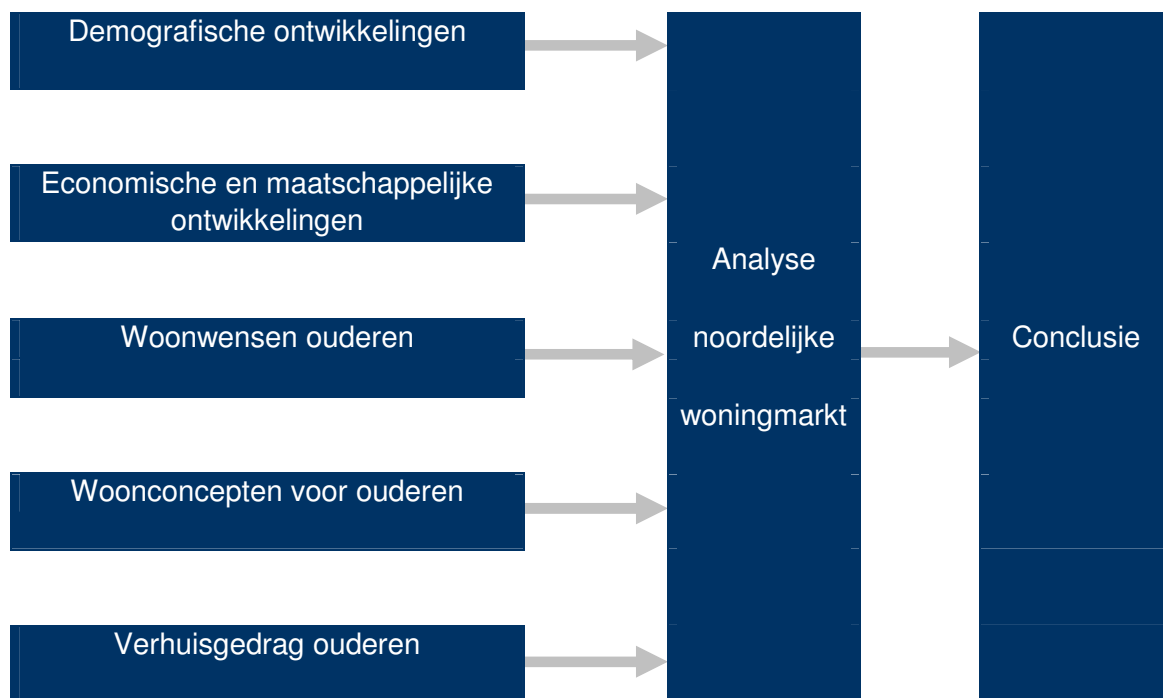 Demografische ontwikkelingen
Economische en maatschappelijke
ontwikkelingen
Woonwensen ouderen
Woonconcepten voor ouderen
Verhuisgedrag ouderen
Analyse
noordelijke
woningmarkt
Conclusie